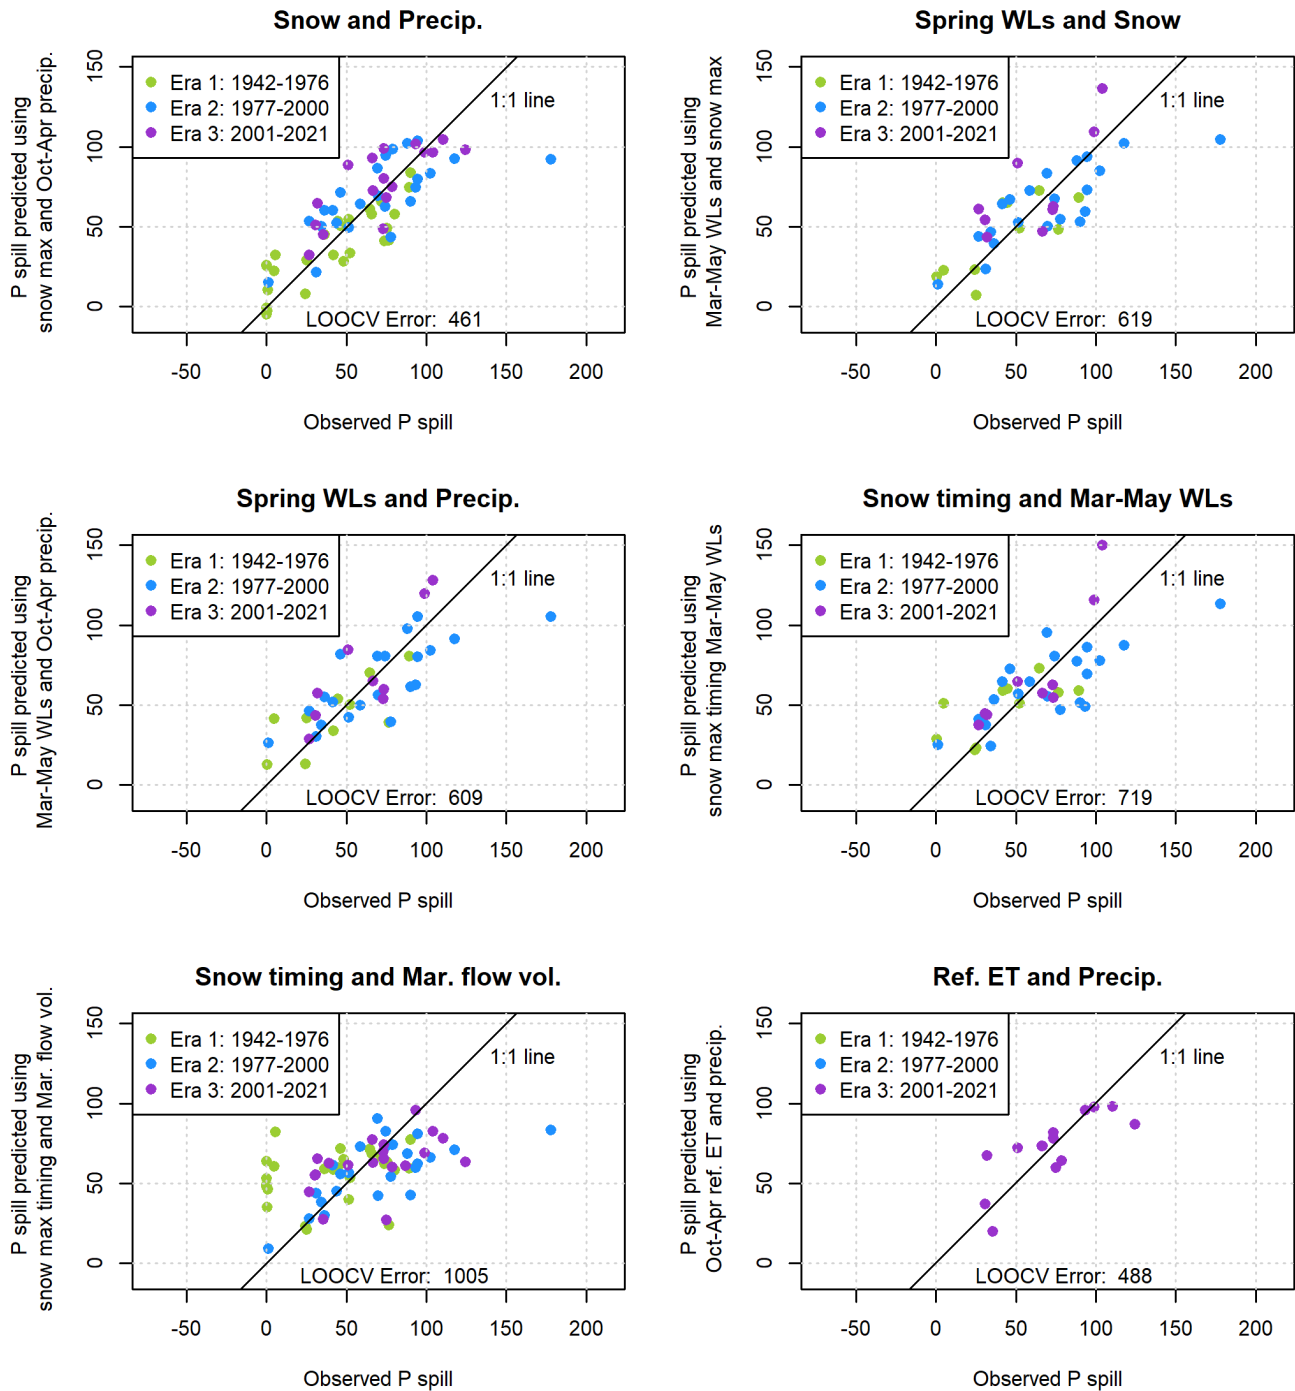 Snow and Precip.
P spill predicted using
snow max and Oct-Apr precip.
150
100
50
0
Era 1: 1942-1976
Era 2: 1977-2000
Era 3: 2001-2021
1:1 line
LOOCV Error: 461
-50 0 50 100 150 200
Observed P spill
Spring WLs and Snow
P spill predicted using
Mar-May WLs and snow max
150
100
50
0
Era 1: 1942-1976
Era 2: 1977-2000
Era 3: 2001-2021
1:1 line
LOOCV Error: 619
-50 0 50 100 150 200
Observed P spill
Spring WLs and Precip.
P spill predicted using
Mar-May WLs and Oct-Apr precip.
150
100
50
0
Era 1: 1942-1976
Era 2: 1977-2000
Era 3: 2001-2021
1:1 line
LOOCV Error: 609
-50 0 50 100 150 200
Observed P spill
Snow timing and Mar-May WLs
P spill predicted using
snow max timing Mar-May WLs
150
100
50
0
Era 1: 1942-1976
Era 2: 1977-2000
Era 3: 2001-2021
1:1 line
LOOCV Error: 719
-50 0 50 100 150 200
Observed P spill
Snow timing and Mar. flow vol.
P spill predicted using
snow max timing and Mar. flow vol.
150
100
50
0
Era 1: 1942-1976
Era 2: 1977-2000
Era 3: 2001-2021
1:1 line
LOOCV Error: 1005
-50 0 50 100 150 200
Observed P spill
Ref. ET and Precip.
P spill predicted using
Oct-Apr ref. ET and precip.
150
100
50
0
Era 1: 1942-1976
Era 2: 1977-2000
Era 3: 2001-2021
1:1 line
LOOCV Error: 488
-50 0 50 100 150 200
Observed P spill